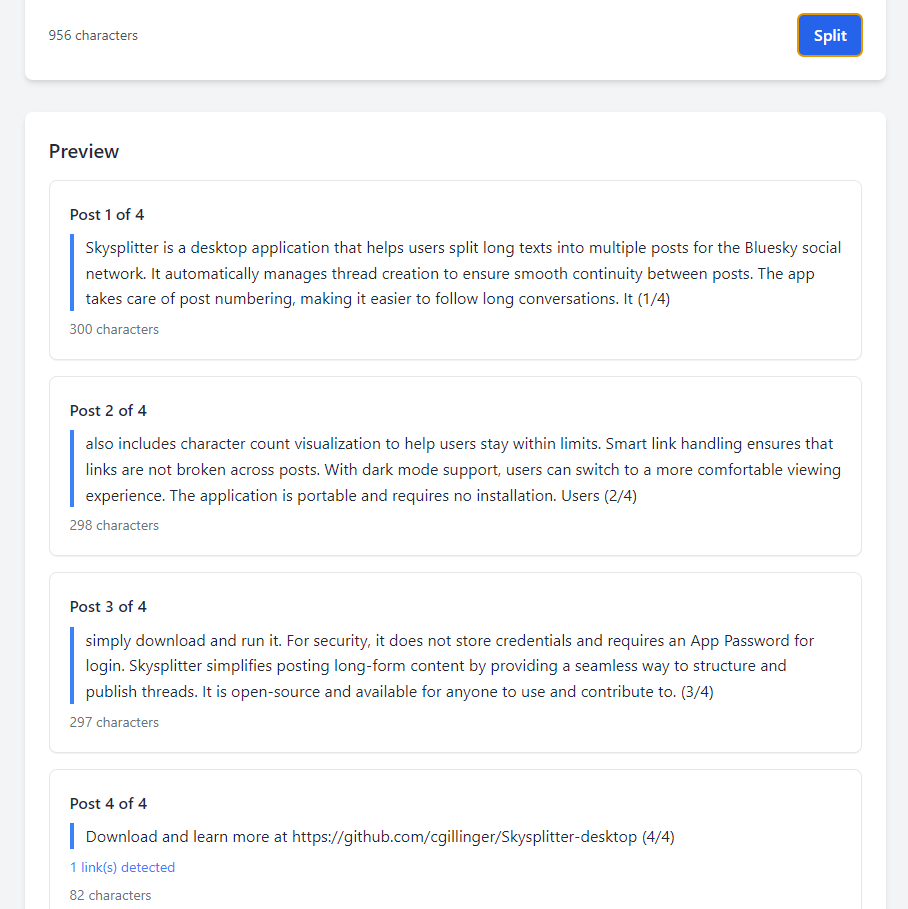 956 characters
Split
Preview
Post 1 of 4
Skysplitter is a desktop application that helps users split long texts into multiple posts for the Bluesky social
network. It automatically manages thread creation to ensure smooth continuity between posts. The app
takes care of post numbering, making it easier to follow long conversations. It (1/4)
300 characters
Post 2 of 4
also includes character count visualization to help users stay within limits. Smart link handling ensures that
links are not broken across posts. With dark mode support, users can switch to a more comfortable viewing
experience. The application is portable and requires no installation. Users (2/4)
298 characters
Post 3 of 4
simply download and run it. For security, it does not store credentials and requires an App Password for
login. Skysplitter simplifies posting long-form content by providing a seamless way to structure and
publish threads. It is open-source and available for anyone to use and contribute to. (3/4)
297 characters
Post 4 of 4
Download and learn more at https://github.com/cgillinger/Skysplitter-desktop (4/4)
1 link(s) detected
82 characters